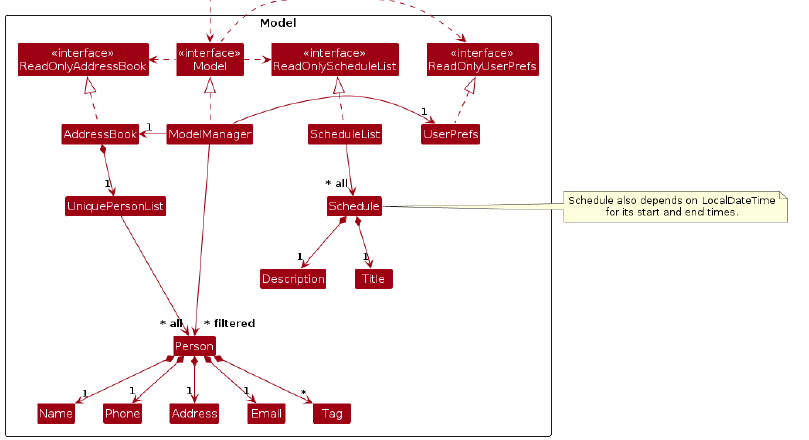 Model
«interface»
ReadOnlyAddressBook
«interface»
Model
«interface»
ReadOnlyScheduleList
«interface»
ReadOnlyUserPrefs
1
AddressBook
1
ModelManager
ScheduleList
UserPrefs
1
* all
UniquePersonList
Schedule
Schedule also depends on LocalDateTime
for its start and end times.
1
1
Description
Title
* all
* filtered
Person
1
1
1
1
*
Name
Phone
Address
Email
Tag